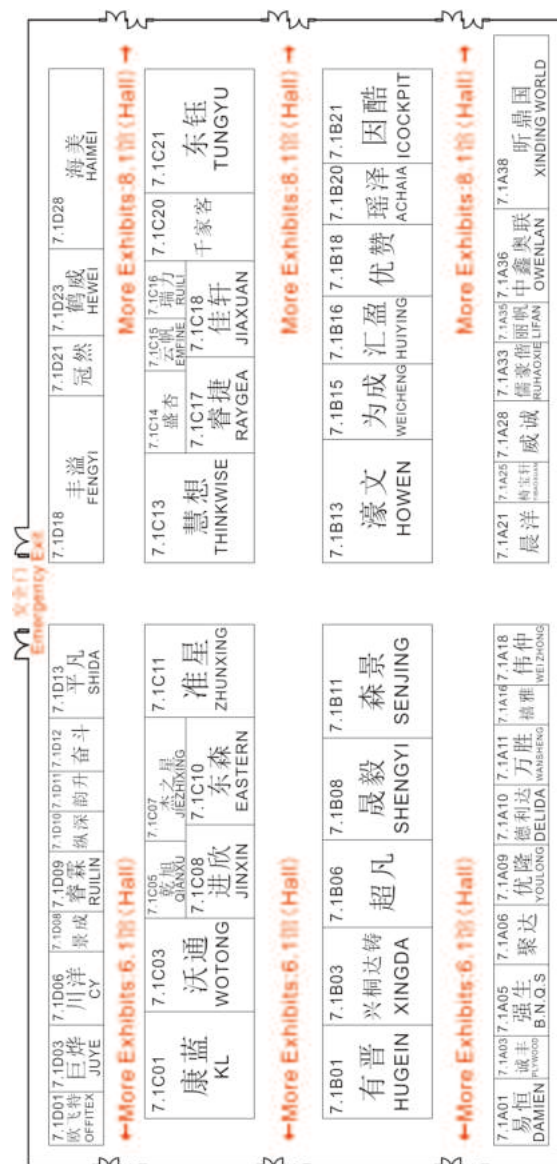 安全门
Emergency Exit
7.1D01
欧飞特
OFFITEX
7.1D03
巨烨
JUYE
7.1D06
川洋
CY
7.1D08
景成
7.1D09
睿霖
RUILIN
7.1D10
纵深
7.1D11
韵升
7.1D12
奋斗
7.1D13
平凡
SHIDA
7.1D18
丰溢
FENGYI
7.1D21
冠然
7.1D23
鹤威
HEWEI
7.1D28
海美
HAIMEI
←More Exhibits:6.1馆(Hall)
More Exhibits:8.1馆(Hall)→
7.1C01
康蓝
KL
7.1C03
沃通
WOTONG
7.1C05
乾旭
QIANXU
7.1C07
杰之星
JIEZHIXING
7.1C08
进欣
JINXIN
7.1C10
东森
EASTERN
7.1C11
准星
ZHUNXING
7.1C13
慧想
THINKWISE
7.1C14
盛杏
7.1C15
云帆
EMFINE
7.1C16
瑞力
RUILI
7.1C17
睿捷
RAYGEA
7.1C18
佳轩
JIAXUAN
7.1C20
千家客
7.1C21
东钰
TUNGYU
←More Exhibits:6.1馆(Hall)
More Exhibits:8.1馆(Hall)→
7.1B01
有晋
HUGEIN
7.1B03
兴桐达铸
XINGDA
7.1B06
超凡
7.1B08
晟毅
SHENGYI
7.1B11
森景
SENJING
7.1B13
濠文
HOWEN
7.1B15
为成
WEICHENG
7.1B16
汇盈
HUIYING
7.1B18
优赞
7.1B20
瑶泽
ACHAIA
7.1B21
因酷
ICOCKPIT
←More Exhibits:6.1馆(Hall)
More Exhibits:8.1馆(Hall)→
7.1A01
易恒
DAMIEN
7.1A03
诚丰
PLYWOOD
7.1A05
强生
B.N.Q.S
7.1A06
聚达
7.1A09
优隆
YOULONG
7.1A10
德利达
DELIDA
7.1A11
万胜
WANSHENG
7.1A16
禧雅
7.1A18
伟仲
WEIZHONG
7.1A21
晨洋
7.1A25
椅宝轩
7.1A28
威诚
7.1A33
儒豪偕
RUHAOXIE
7.1A35
丽帆
LIFAN
7.1A36
中鑫奥联
OWENLAN
7.1A38
昕鼎国
XINDING WORLD